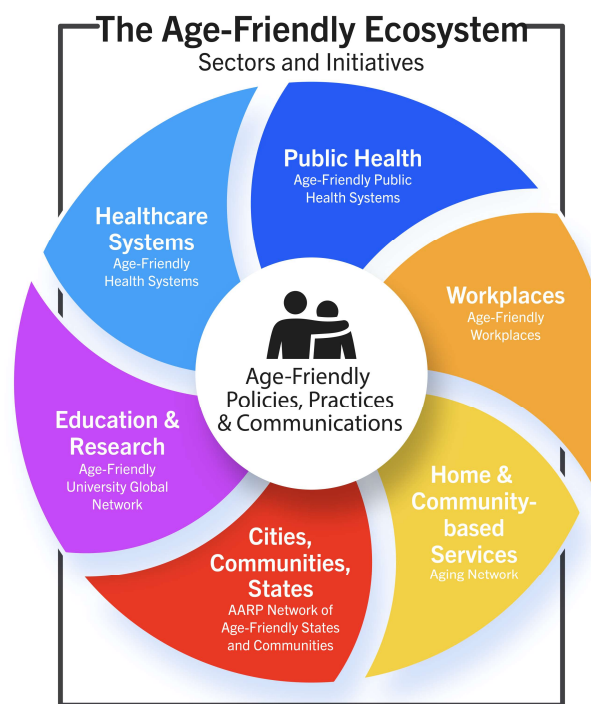 The Age-Friendly Ecosystem
Sectors and Initiatives
Public Health
Age-Friendly Public
Health Systems
Healthcare
Systems
Age-Friendly
Health Systems
Workplaces
Age-Friendly
Workplaces
Age-Friendly
Policies, Practices
& Communications
Education &
Research
Age-Friendly
University Global
Network
Home &
Community-
based
Services
Aging Network
Cities,
Communities,
States
AARP Network of
Age-Friendly States
and Communities